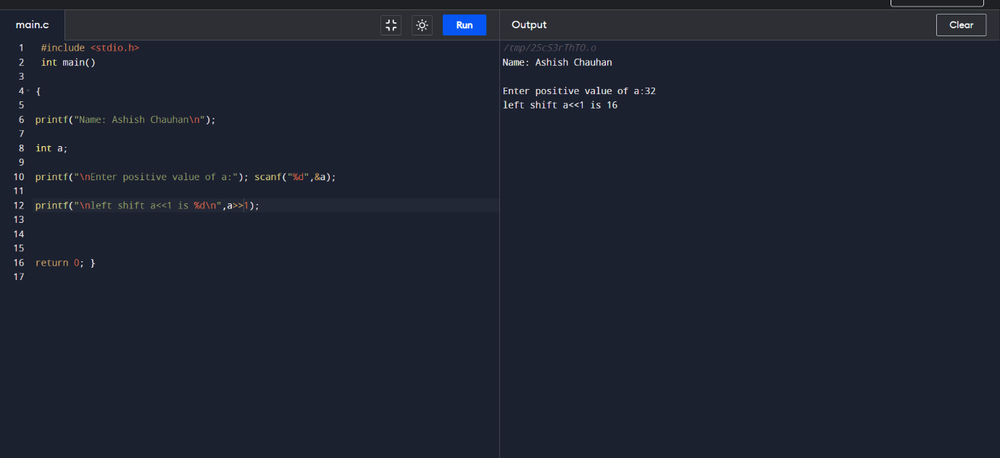 main.c
Run
Output
Clear
1 #include <stdio.h>
2 int main()
3
4 {
5
6 printf("Name: Ashish Chauhan\n");
7
8 int a;
9
10 printf("\nEnter positive value of a:"); scanf("%d",&a);
11
12 printf("\nleft shift a<<1 is %d\n",a>>1);
13
14
15
16 return 0; }
17
/tmp/25cS3rThTO.o
Name: Ashish Chauhan
Enter positive value of a:32
left shift a<<1 is 16